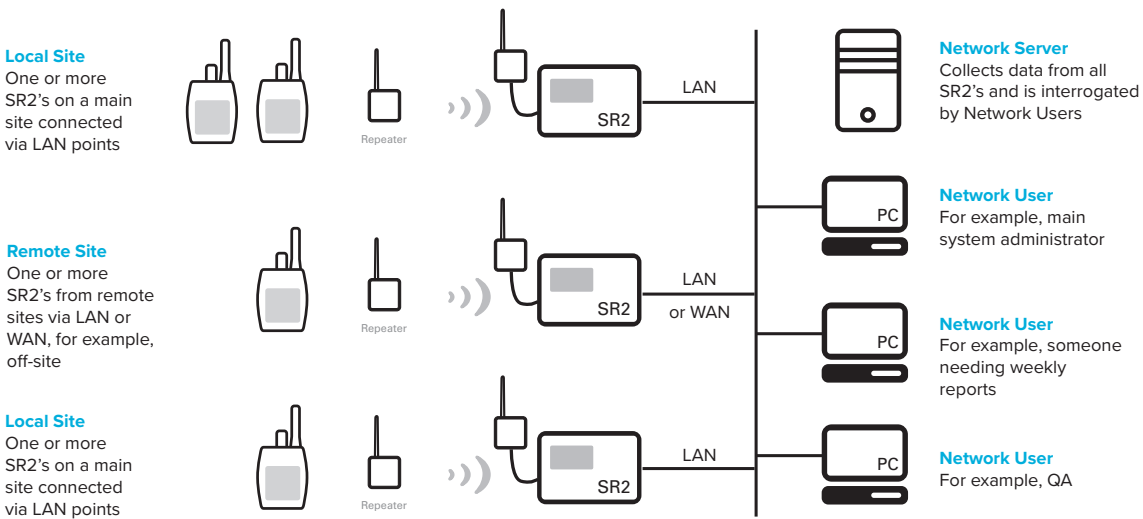 Local Site
One or more
SR2's on a main
site connected
via LAN points
Repeater
SR2
LAN
Network Server
Collects data from all
SR2's and is interrogated
by Network Users
PC
Network User
For example, main
system administrator
Remote Site
One or more
SR2's from remote
sites via LAN or
WAN, for example,
off-site
Repeater
SR2
LAN
or WAN
PC
Network User
For example, someone
needing weekly
reports
Local Site
One or more
SR2's on a main
site connected
via LAN points
Repeater
SR2
LAN
PC
Network User
For example, QA